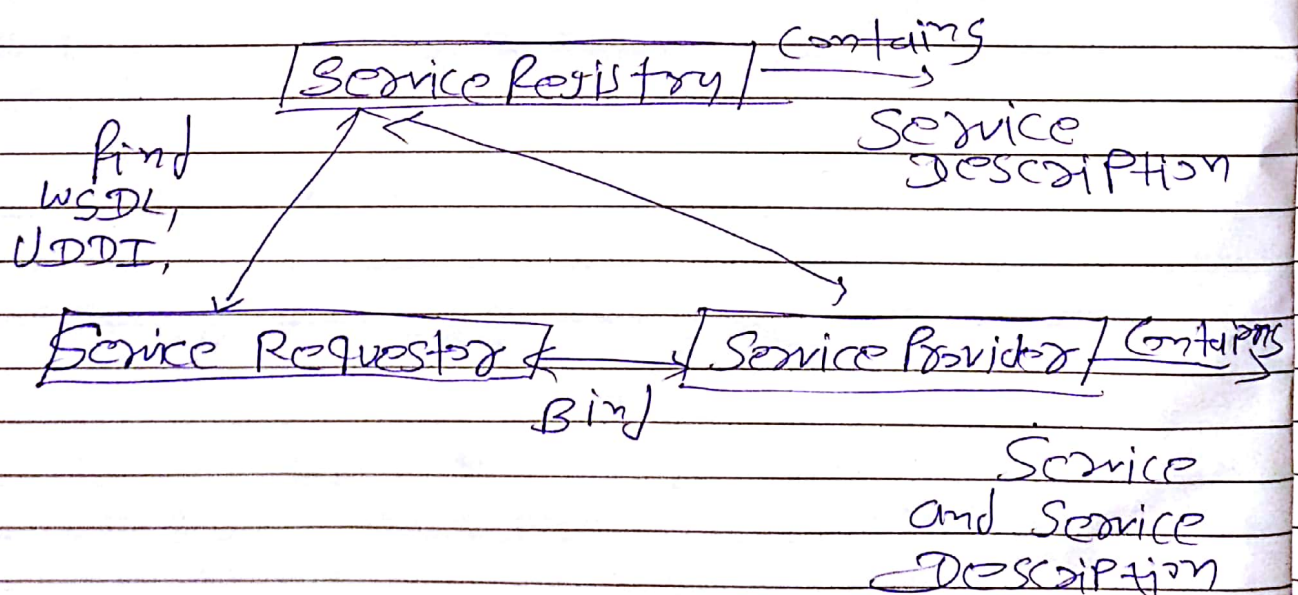 Service Registry
Contains
Service
Description
find
WSDL,
UDDI,
Service Requestor
Bind
Service Provider
Contains
Service
and Service
Description